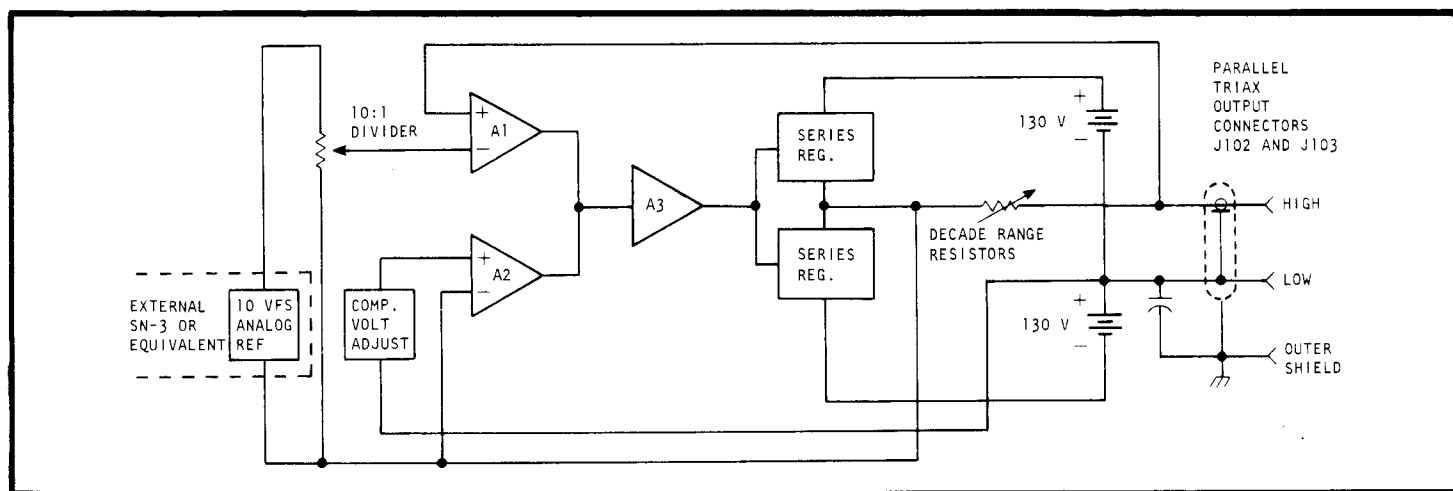 10:1
DIVIDER
+
A1
−
A3
+
A2
−
EXTERNAL
SN-3 OR
EQUIVALENT
10 VFS
ANALOG
REF
COMP.
VOLT
ADJUST
SERIES
REG.
SERIES
REG.
+
130 V
−
DECADE RANGE
RESISTORS
+
130 V
−
PARALLEL
TRIAX
OUTPUT
CONNECTORS
J102 AND J103
HIGH
LOW
OUTER
SHIELD